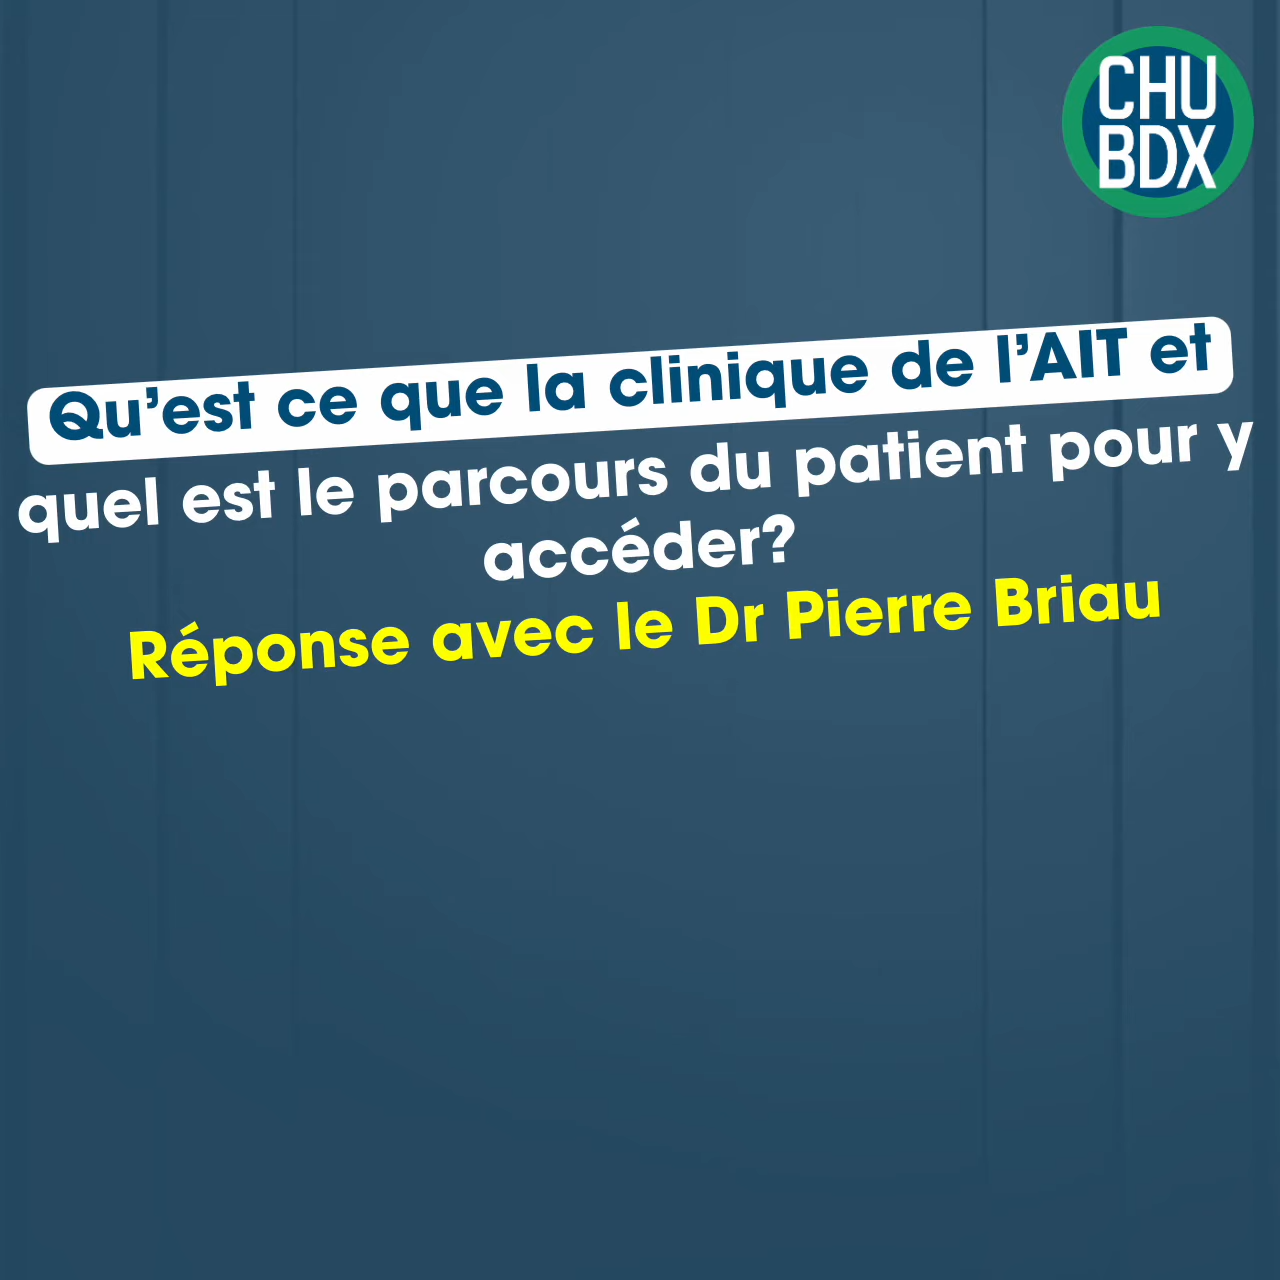 CHU
BDX
Qu’est ce que la clinique de l’AIT et
quel est le parcours du patient pour y
accéder?
Réponse avec le Dr Pierre Briau